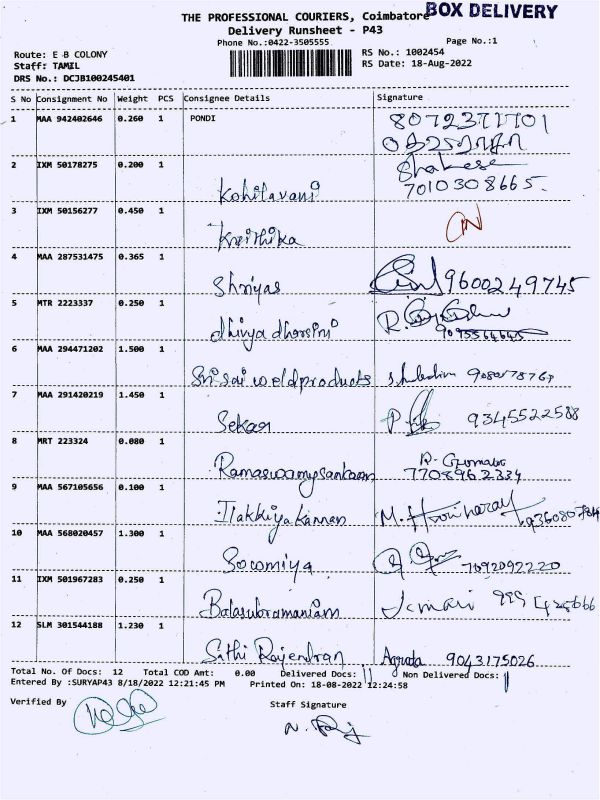 BOX DELIVERY
THE PROFESSIONAL COURIERS, Coimbatore
Delivery Runsheet - P43
Phone No.:0422-3505555 Page No.:1
Route: E B COLONY RS No.: 1002454
Staff: TAMIL RS Date: 18-Aug-2022
DRS No.: DCJB100245401
S No Consignment No Weight PCS Consignee Details Signature
1 MAA 942402646 0.260 1 PONDI 8072377701
2 IXM 50178275 0.200 1 Kohilavani 7010308665.
3 IXM 50156277 0.450 1 Krithika
4 MAA 287531475 0.365 1 Shriyas 9600249745
5 MTR 2223337 0.250 1 dhivya dharsini
6 MAA 294471202 1.500 1 Sri sai weldproducts
7 MAA 291420219 1.450 1 Sekar 9345522588
8 MRT 223324 0.080 1 Ramaswamysankaran
7708962334
9 MAA 567105656 0.100 1 Ilakkiya Kannan
10 MAA 568020457 1.300 1 Sowmiya 7092092220
11 IXM 501967283 0.250 1 Balasubramaniam
12 SLM 301544188 1.230 1 Sithi Rajendran 9043175026
Total No. Of Docs: 12 Total COD Amt: 0.00 Delivered Docs: 11 Non Delivered Docs: 1
Entered By :SURYAP43 8/18/2022 12:21:45 PM Printed On: 18-08-2022 12:24:58
Verified By Staff Signature